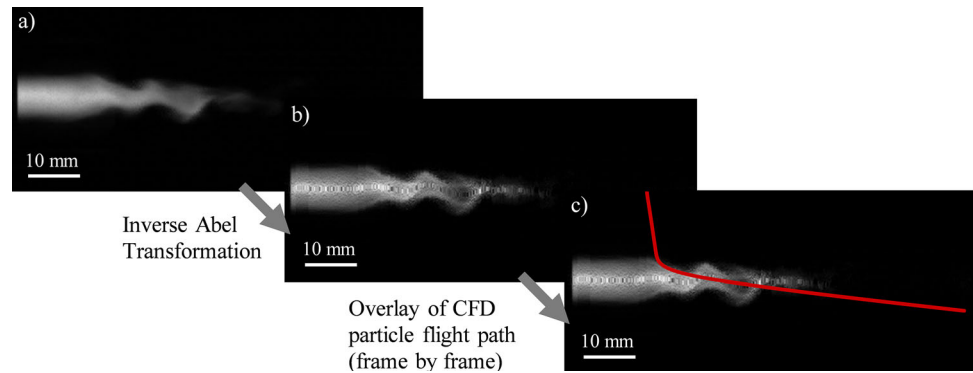 a)
10 mm
Inverse Abel
Transformation
b)
10 mm
Overlay of CFD
particle flight path
(frame by frame)
c)
10 mm